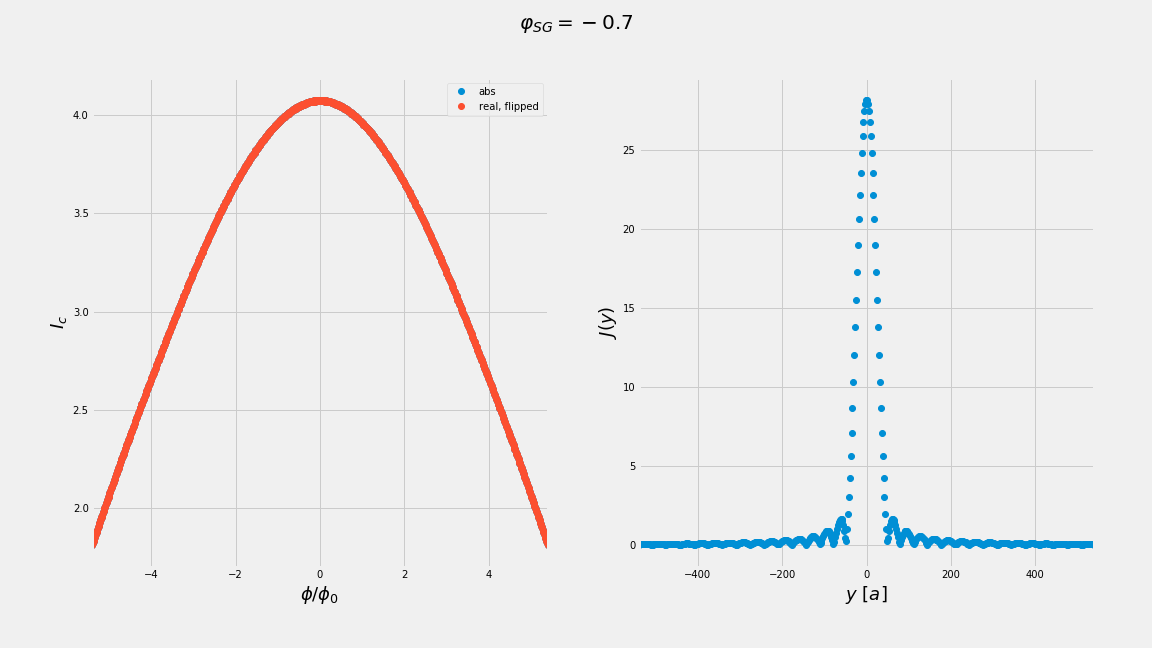 φ_SG = −0.7
abs
real, flipped
I_c
4.0
3.5
3.0
2.5
2.0
−4 −2 0 2 4
ϕ/ϕ_0
J(y)
25
20
15
10
5
0
−400 −200 0 200 400
y [a]